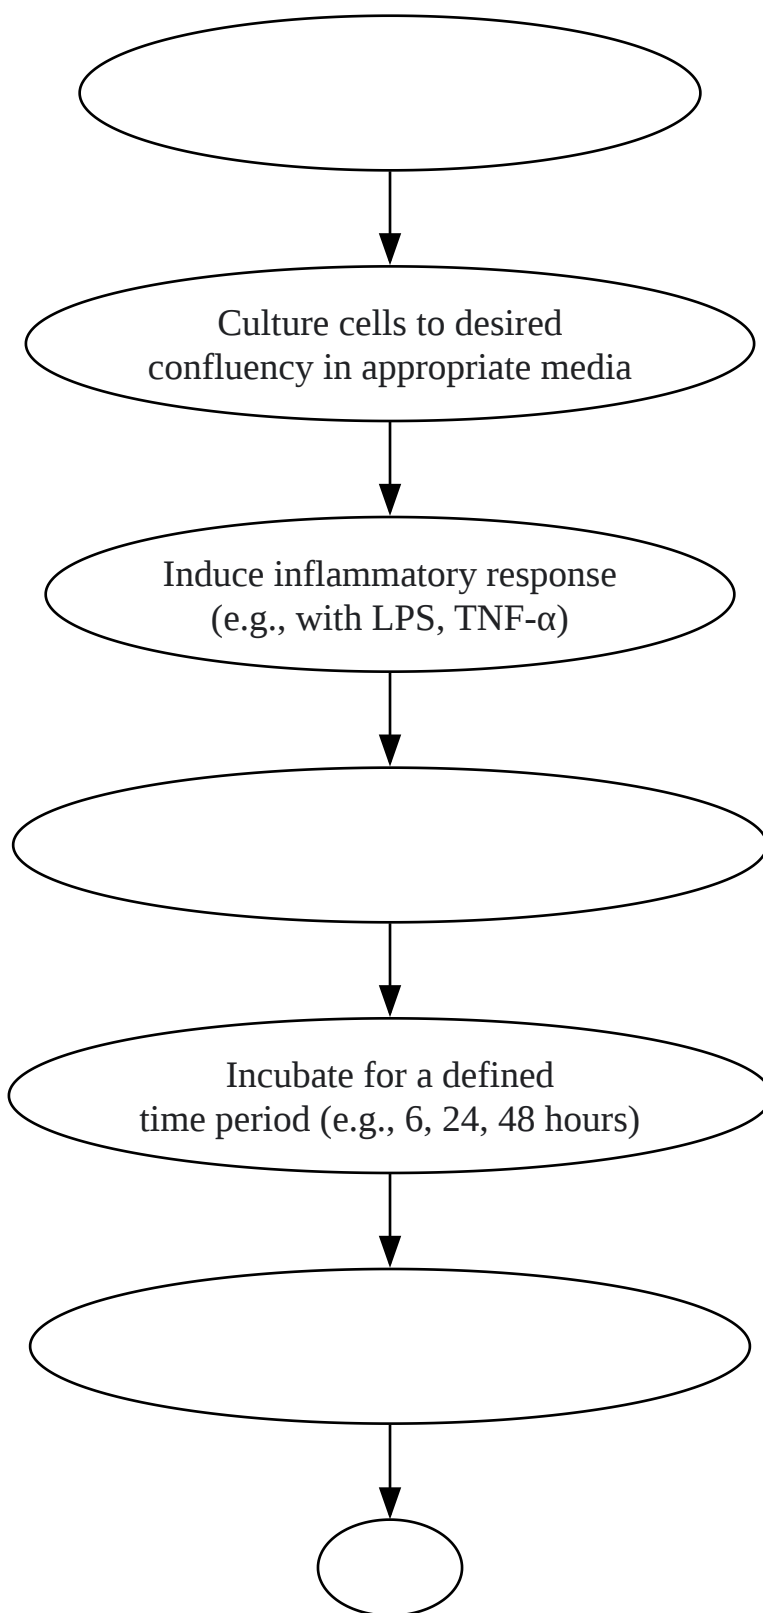 Culture cells to desired
confluency in appropriate media
Induce inflammatory response
(e.g., with LPS, TNF-α)
Incubate for a defined
time period (e.g., 6, 24, 48 hours)